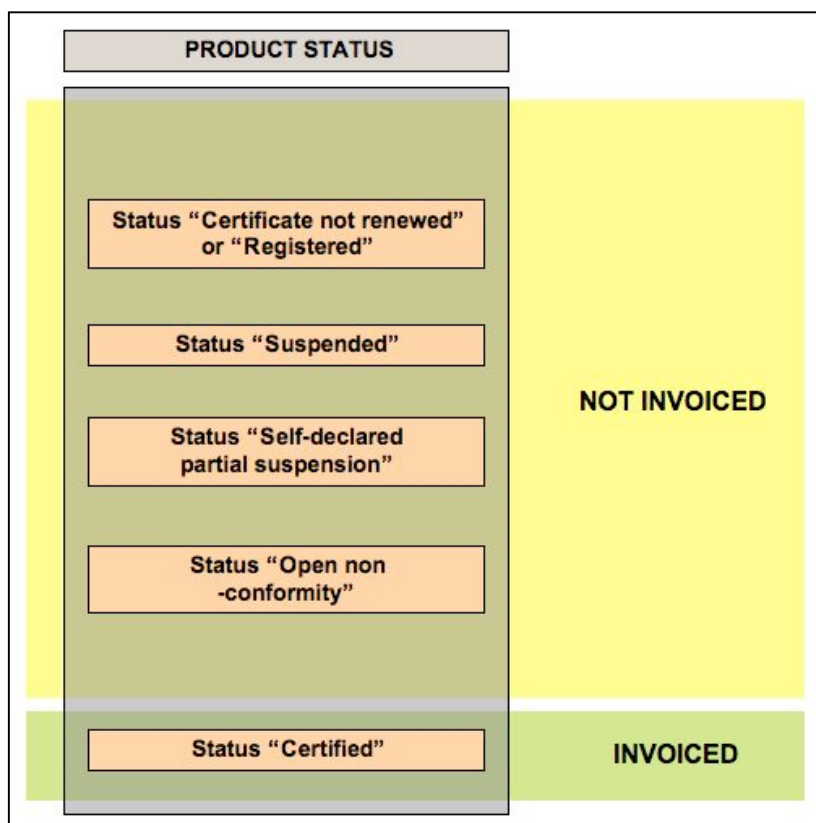 PRODUCT STATUS
Status “Certificate not renewed”
or “Registered”
Status “Suspended”
NOT INVOICED
Status “Self-declared
partial suspension”
Status “Open non
-conformity”
Status “Certified”
INVOICED